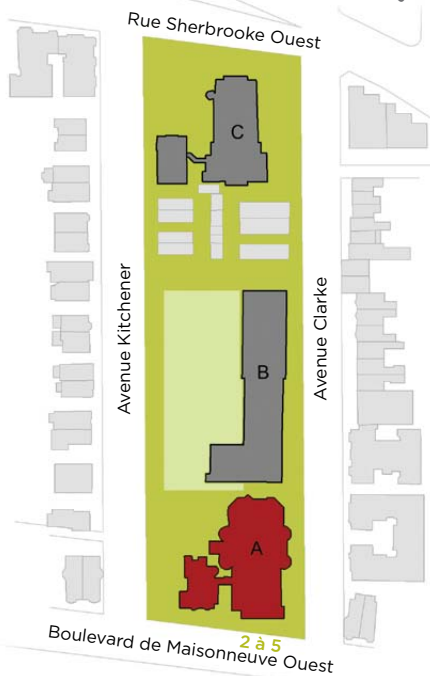 Rue Sherbrooke Ouest
C
Avenue Kitchener
Avenue Clarke
B
A
2 à 5
Boulevard de Maisonneuve Ouest